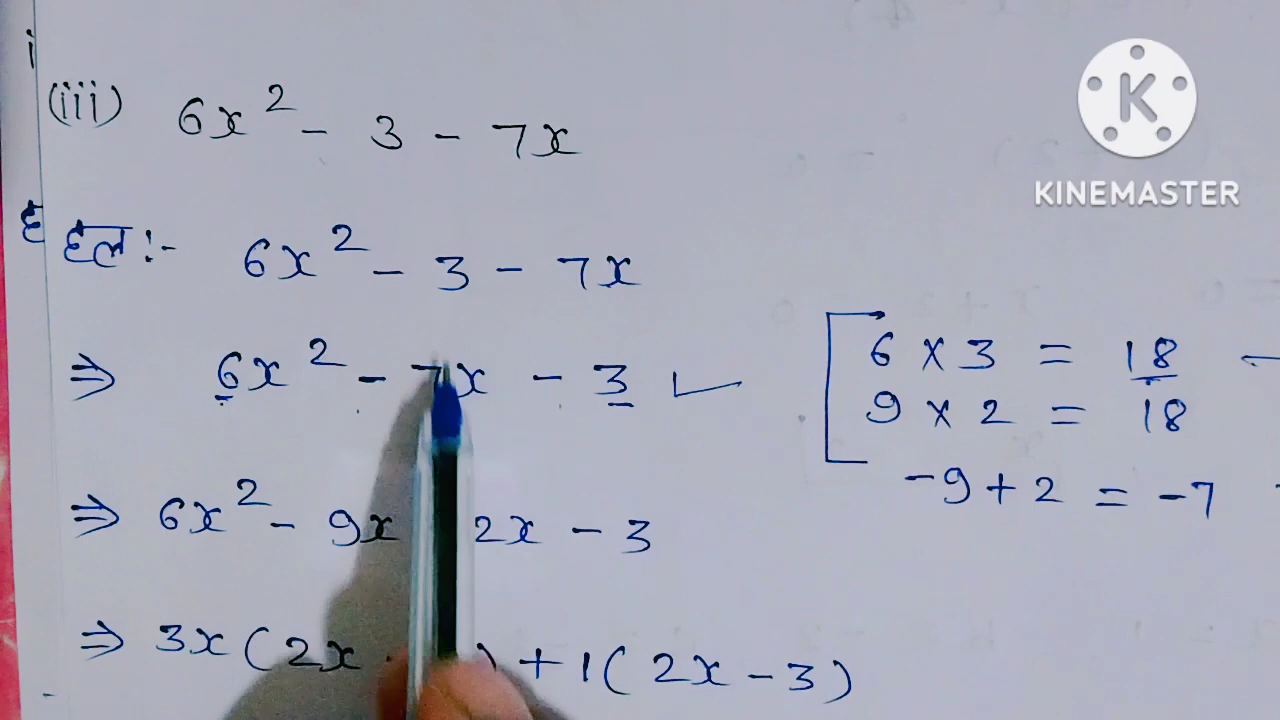 i
(iii) 6x² - 3 - 7x
ह हल :- 6x² - 3 - 7x
⇒ 6x² - 7x - 3 ✓
⇒ 6x² - 9x 2x - 3
⇒ 3x(2x ) + 1(2x - 3)
6 × 3 = 18 ←
9 × 2 = 18
-9 + 2 = -7
K
KINEMASTER